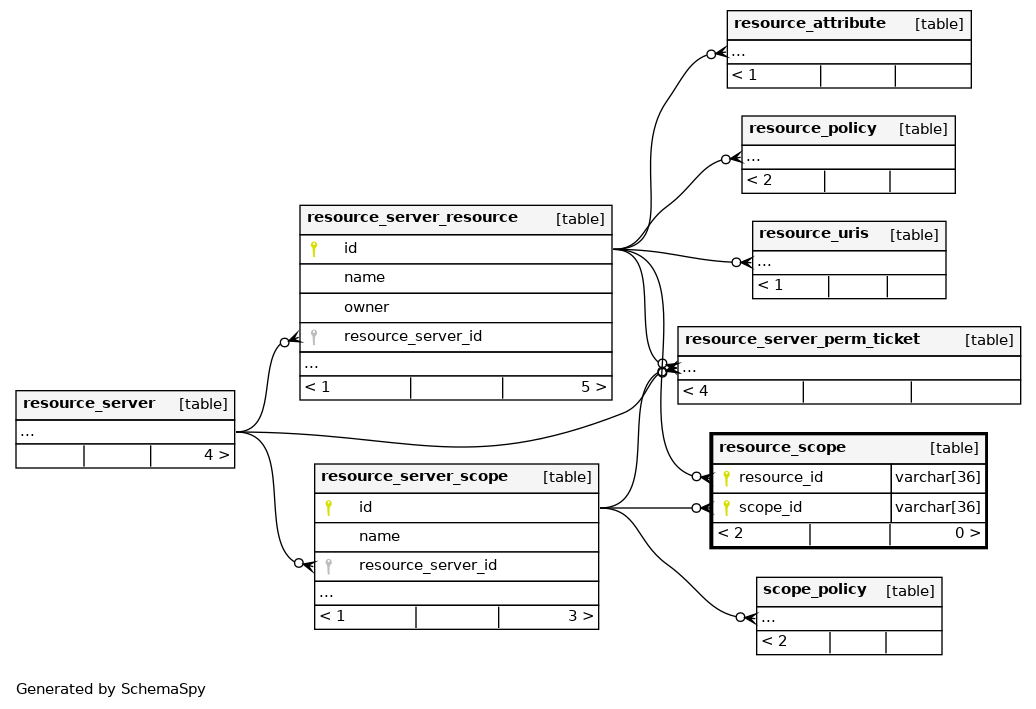 resource_attribute [table]
...
< 1
resource_policy [table]
...
< 2
resource_server_resource [table]
id
name
owner
resource_server_id
...
< 1 5 >
resource_uris [table]
...
< 1
resource_server_perm_ticket [table]
...
< 4
resource_server [table]
...
4 >
resource_scope [table]
resource_id varchar[36]
scope_id varchar[36]
< 2 0 >
resource_server_scope [table]
id
name
resource_server_id
...
< 1 3 >
scope_policy [table]
...
< 2
Generated by SchemaSpy